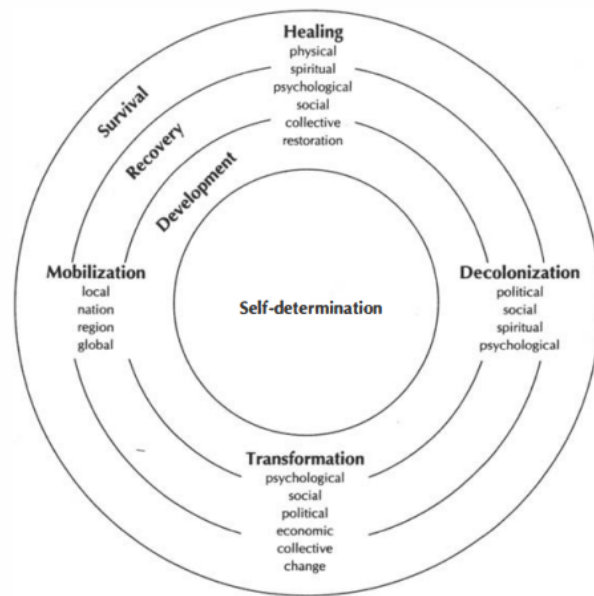 Healing
physical
spiritual
psychological
social
collective
restoration
Survival
Recovery
Development
Mobilization
local
nation
region
global
Self-determination
Decolonization
political
social
spiritual
psychological
Transformation
psychological
social
political
economic
collective
change